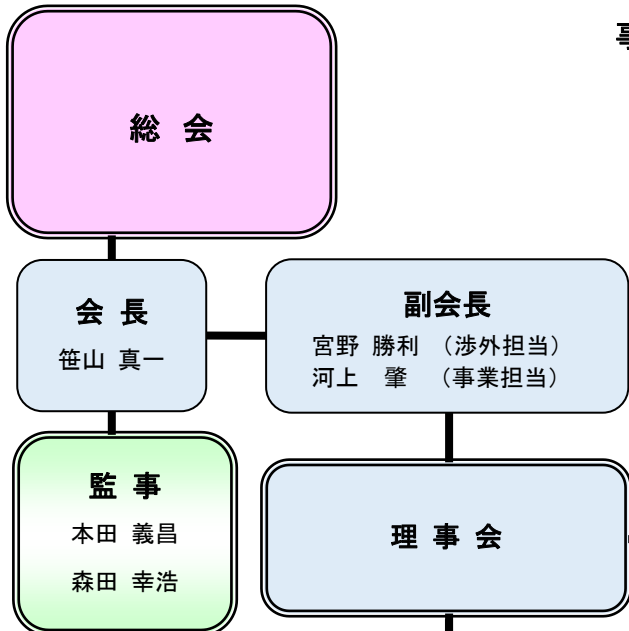 総 会
会 長
笹山 真一
副会長
宮野 勝利 （渉外担当）
河上 肇 （事業担当）
監 事
本田 義昌
森田 幸浩
理 事 会